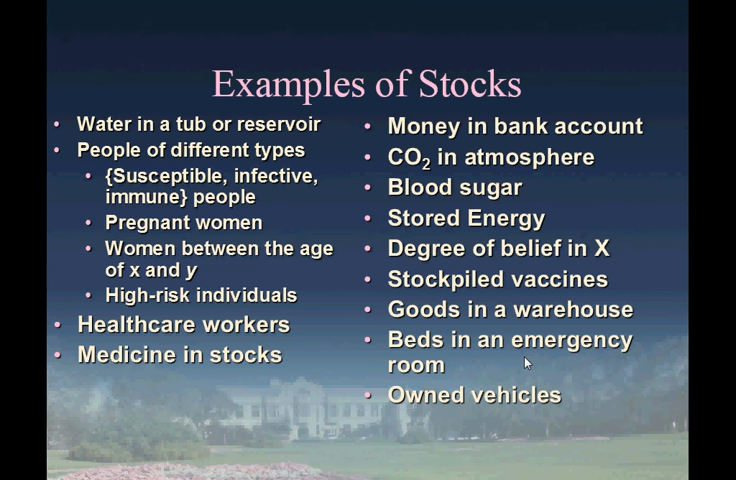 Examples of Stocks
• Water in a tub or reservoir
• People of different types
• {Susceptible, infective,
immune} people
• Pregnant women
• Women between the age
of x and y
• High-risk individuals
• Healthcare workers
• Medicine in stocks
• Money in bank account
• CO₂ in atmosphere
• Blood sugar
• Stored Energy
• Degree of belief in X
• Stockpiled vaccines
• Goods in a warehouse
• Beds in an emergency
room
• Owned vehicles